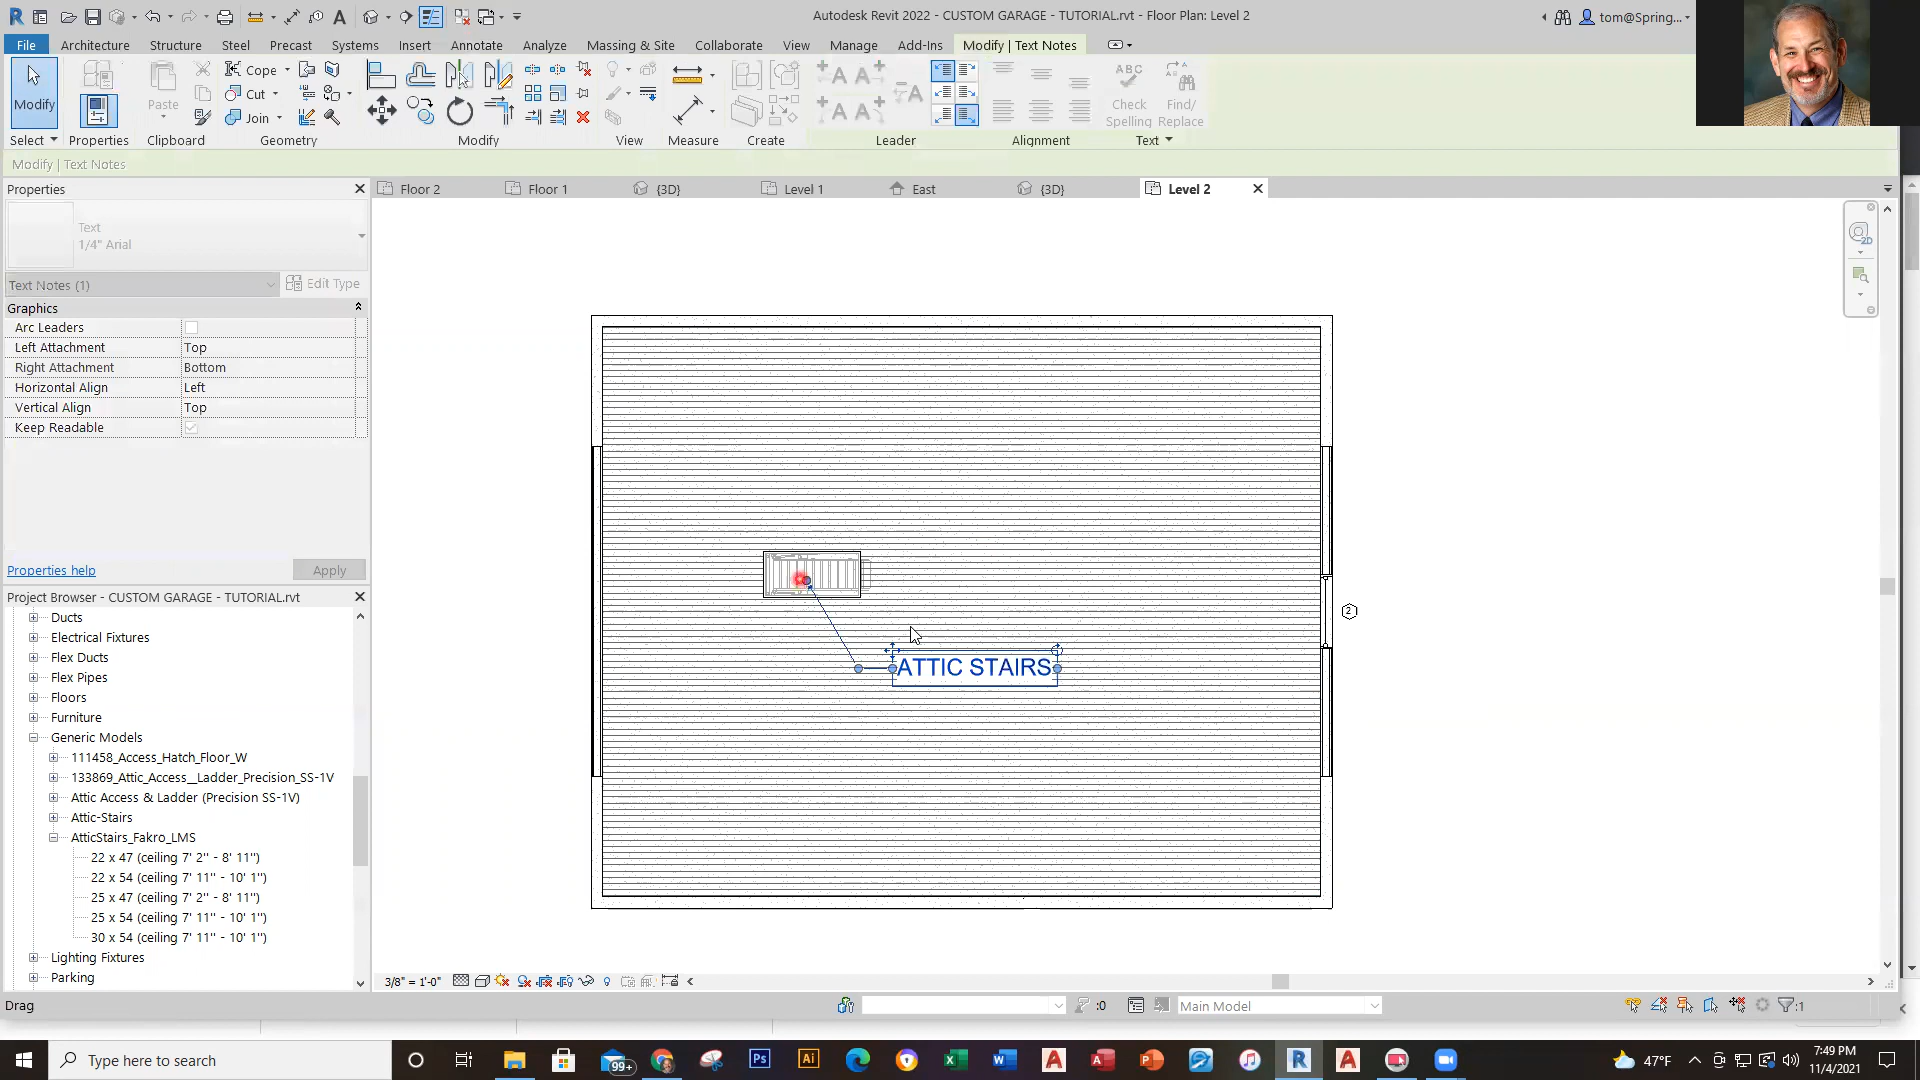 Autodesk Revit 2022 - CUSTOM GARAGE - TUTORIAL.rvt - Floor Plan: Level 2
tom@Spring...
File Architecture Structure Steel Precast Systems Insert Annotate Analyze Massing & Site Collaborate View Manage Add-Ins Modify | Text Notes
Modify
Paste
Cope
Cut
Join
Check Spelling
Find/ Replace
Select Properties Clipboard Geometry Modify View Measure Create Leader Alignment Text
Modify | Text Notes
Properties
Floor 2 Floor 1 {3D} Level 1 East {3D} Level 2
Text
1/4" Arial
Text Notes (1) Edit Type
Graphics
Arc Leaders
Left Attachment Top
Right Attachment Bottom
Horizontal Align Left
Vertical Align Top
Keep Readable
Properties help Apply
Project Browser - CUSTOM GARAGE - TUTORIAL.rvt
Ducts
Electrical Fixtures
Flex Ducts
Flex Pipes
Floors
Furniture
Generic Models
111458_Access_Hatch_Floor_W
133869_Attic_Access__Ladder_Precision_SS-1V
Attic Access & Ladder (Precision SS-1V)
Attic-Stairs
AtticStairs_Fakro_LMS
22 x 47 (ceiling 7' 2'' - 8' 11'')
22 x 54 (ceiling 7' 11'' - 10' 1'')
25 x 47 (ceiling 7' 2'' - 8' 11'')
25 x 54 (ceiling 7' 11'' - 10' 1'')
30 x 54 (ceiling 7' 11'' - 10' 1'')
Lighting Fixtures
Parking
2D
ATTIC STAIRS
2
3/8" = 1'-0"
Drag
:0
Main Model
:1
Type here to search
99+
47°F
7:49 PM
11/4/2021